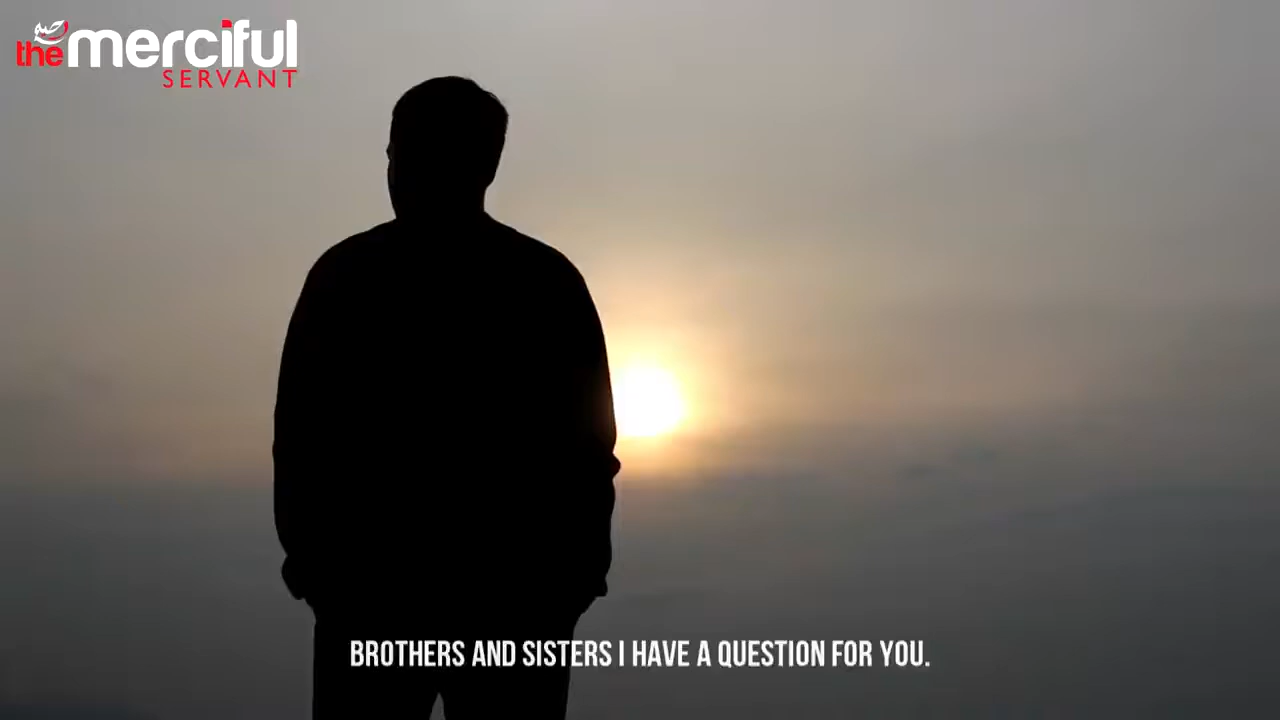 the merciful
SERVANT
BROTHERS AND SISTERS I HAVE A QUESTION FOR YOU.